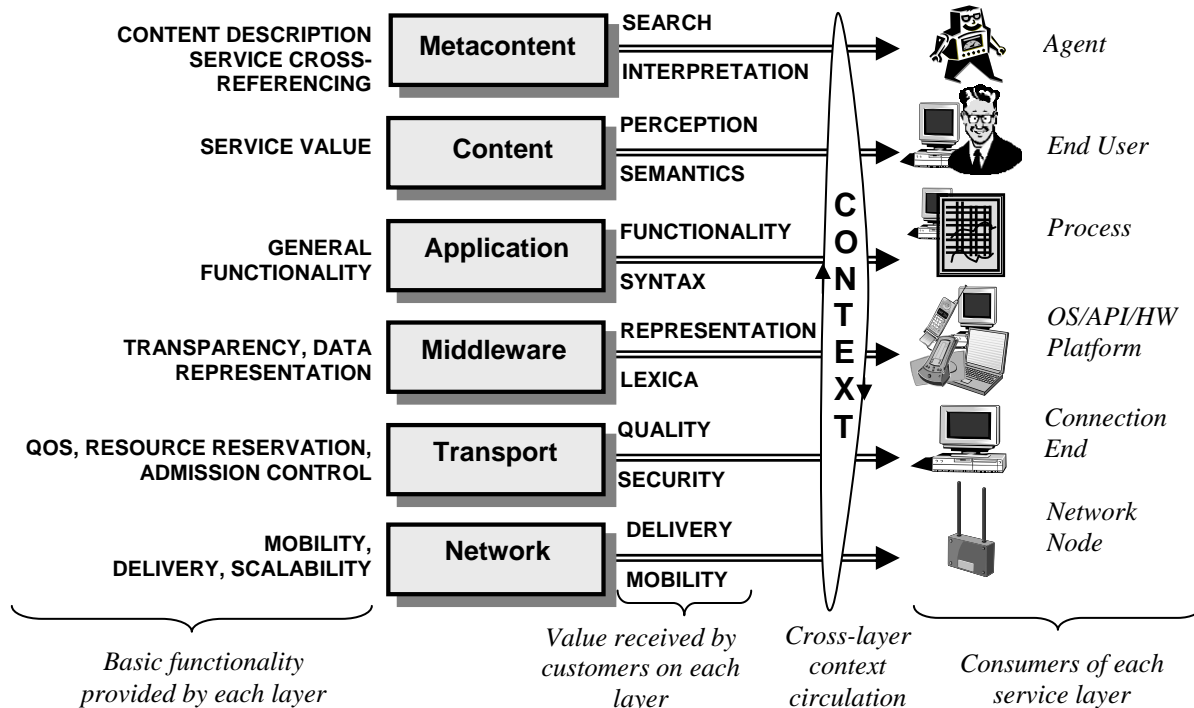 CONTENT DESCRIPTION
SERVICE CROSS-
REFERENCING
Metacontent
SEARCH
INTERPRETATION
Agent
SERVICE VALUE
Content
PERCEPTION
SEMANTICS
End User
GENERAL
FUNCTIONALITY
Application
FUNCTIONALITY
SYNTAX
Process
TRANSPARENCY, DATA
REPRESENTATION
Middleware
REPRESENTATION
LEXICA
OS/API/HW
Platform
QOS, RESOURCE RESERVATION,
ADMISSION CONTROL
Transport
QUALITY
SECURITY
Connection
End
MOBILITY,
DELIVERY, SCALABILITY
Network
DELIVERY
MOBILITY
Network
Node
CONTEXT
Basic functionality
provided by each layer
Value received by
customers on each
layer
Cross-layer
context
circulation
Consumers of each
service layer